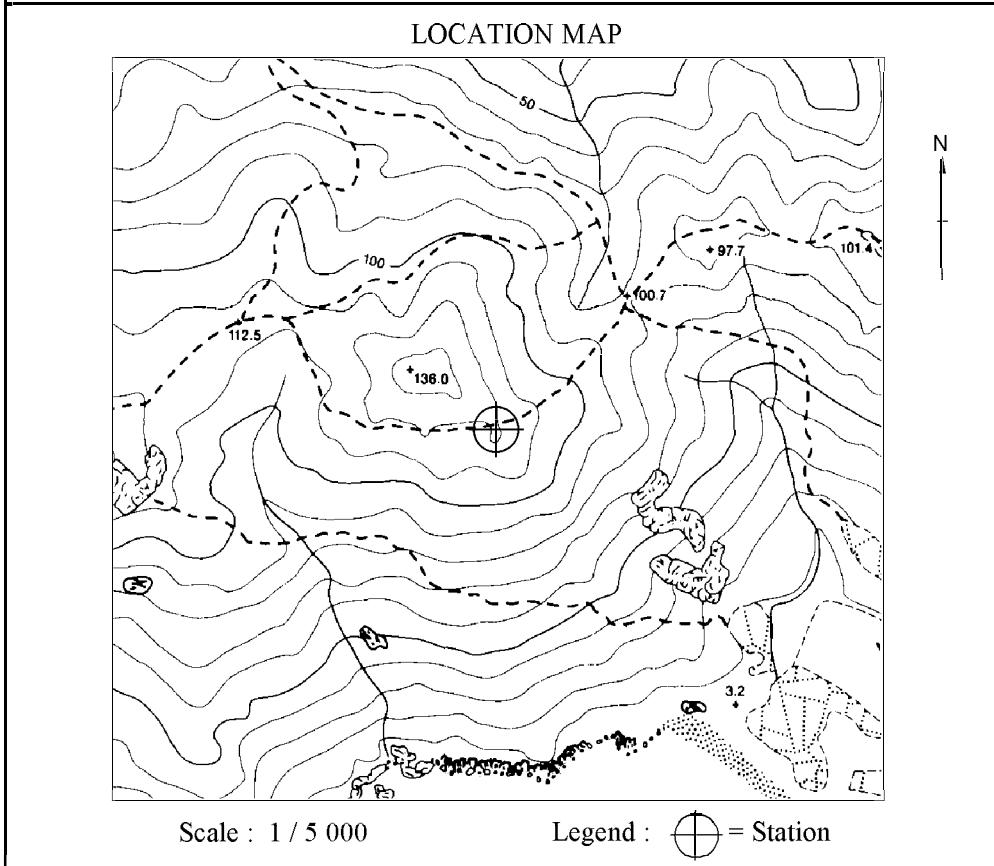 LOCATION MAP
50
N
100
97.7
101.4
100.7
112.5
136.0
3.2
Scale : 1 / 5 000
Legend : = Station